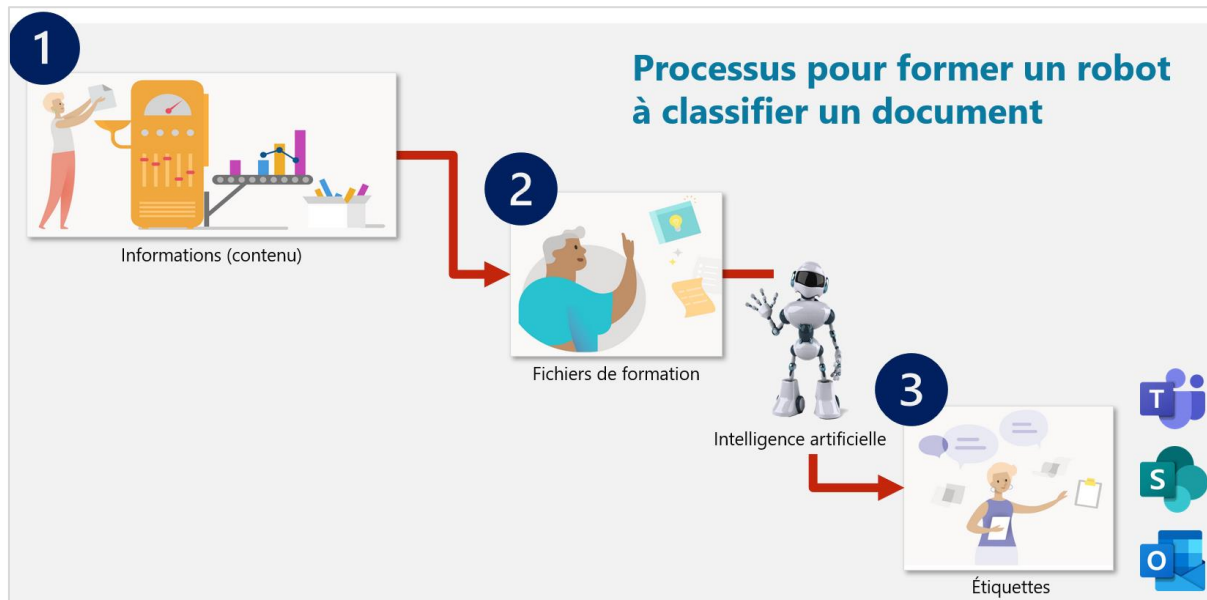 1
Processus pour former un robot
à classifier un document
Informations (contenu)
2
Fichiers de formation
Intelligence artificielle
3
Étiquettes
T
S
O